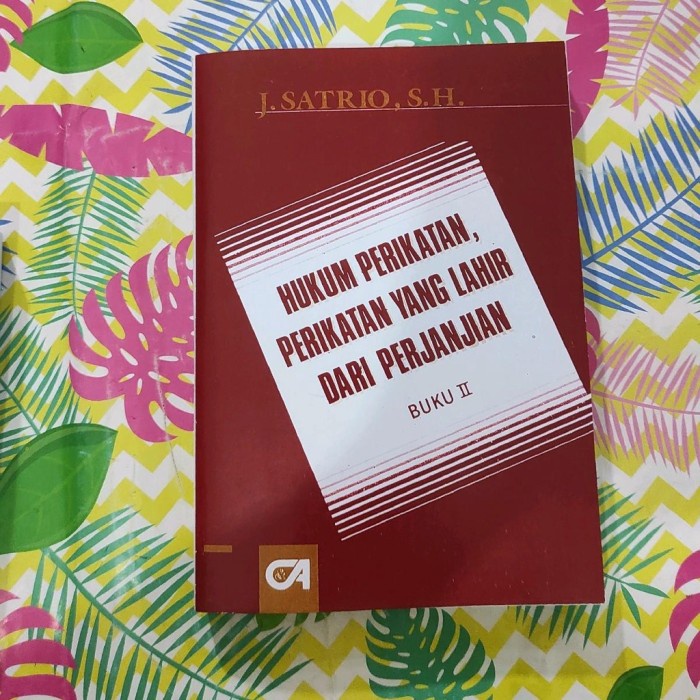 J. SATRIO, S.H.
HUKUM PERIKATAN,
PERIKATAN YANG LAHIR
DARI PERJANJIAN
BUKU II
C&A